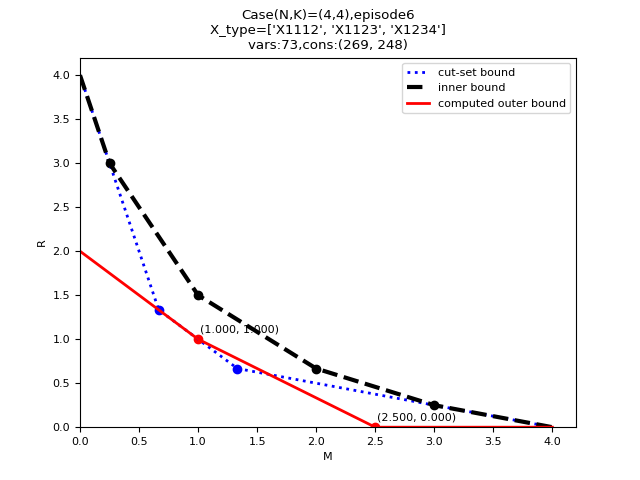 Case(N,K)=(4,4),episode6
X_type=['X1112', 'X1123', 'X1234']
vars:73,cons:(269, 248)
cut-set bound
inner bound
computed outer bound
R
4.0
3.5
3.0
2.5
2.0
1.5
1.0
0.5
0.0
(1.000, 1.000)
(2.500, 0.000)
0.0 0.5 1.0 1.5 2.0 2.5 3.0 3.5 4.0
M